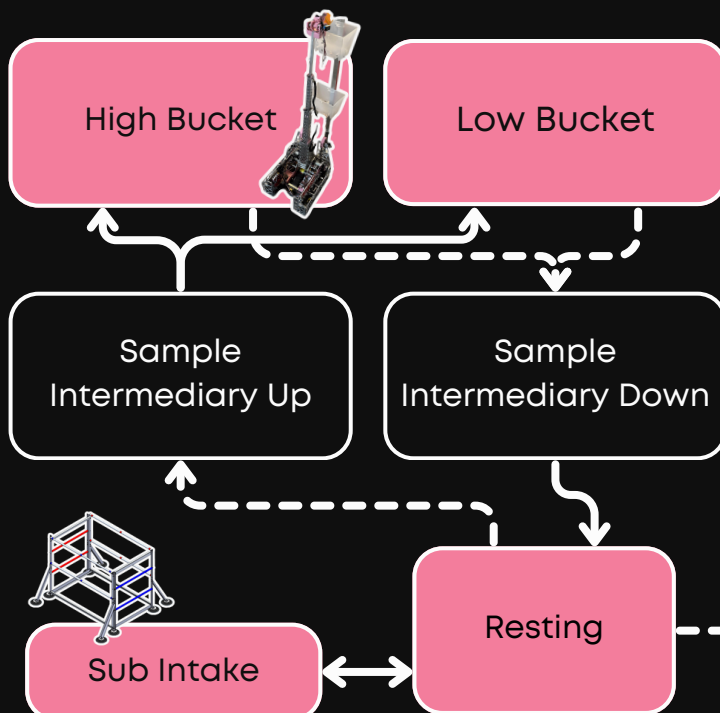 High Bucket
Low Bucket
Sample
Intermediary Up
Sample
Intermediary Down
Resting
Sub Intake